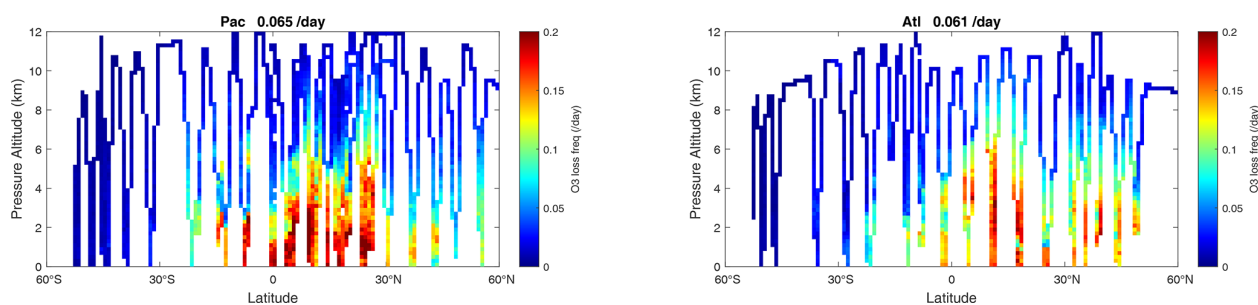 Pac 0.065 /day
12
10
8
6
4
2
0
Pressure Altitude (km)
60°S
30°S
0
30°N
60°N
Latitude
0.2
0.15
0.1
0.05
0
O3 loss freq (/day)
Atl 0.061 /day
12
10
8
6
4
2
0
Pressure Altitude (km)
60°S
30°S
0
30°N
60°N
Latitude
0.2
0.15
0.1
0.05
0
O3 loss freq (/day)